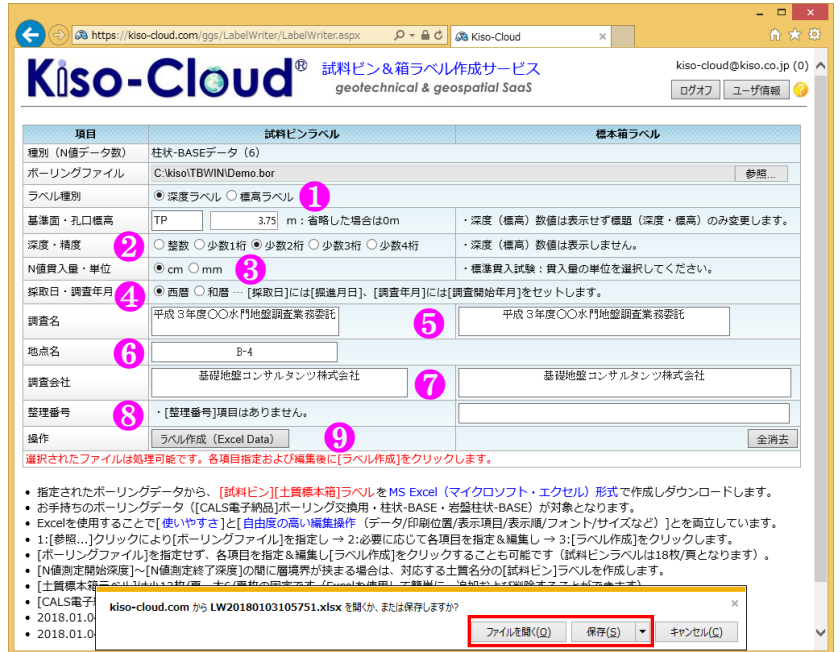 https://kiso-cloud.com/ggs/LabelWriter/LabelWriter.aspx
Kiso-Cloud
Kiso-Cloud®
試料ビン＆箱ラベル作成サービス
geotechnical & geospatial SaaS
kiso-cloud@kiso.co.jp (0)
ログオフ ユーザ情報
項目 試料ビンラベル 標本箱ラベル
種別（N値データ数） 柱状-BASEデータ（6）
ボーリングファイル C:\kiso\TBWIN\Demo.bor 参照...
ラベル種別 深度ラベル 標高ラベル 1
基準面・孔口標高 TP 3.75 m：省略した場合は0m ・深度（標高）数値は表示せず標題（深度・標高）のみ変更します。
深度・精度 2 整数 少数1桁 少数2桁 少数3桁 少数4桁 ・深度（標高）数値は表示しません。
N値貫入量・単位 cm mm 3 ・標準貫入試験：貫入量の単位を選択してください。
採取日・調査年月 4 西暦 和暦 … [採取日]には[掘進月日]、[調査年月]には[調査開始年月]をセットします。
調査名 平成３年度〇〇水門地盤調査業務委託 5 平成３年度〇〇水門地盤調査業務委託
地点名 6 B-4
調査会社 基礎地盤コンサルタンツ株式会社 7 基礎地盤コンサルタンツ株式会社
整理番号 8 ・[整理番号]項目はありません。
操作 ラベル作成（Excel Data） 9 全消去
選択されたファイルは処理可能です。各項目指定および編集後に[ラベル作成]をクリックします。
• 指定されたボーリングデータから、[試料ビン][土質標本箱]ラベルをMS Excel（マイクロソフト・エクセル）形式で作成しダウンロードします。
• お手持ちのボーリングデータ（[CALS電子納品]ボーリング交換用・柱状-BASE・岩盤柱状-BASE）が対象となります。
• Excelを使用することで[使いやすさ]と[自由度の高い編集操作（データ/印刷位置/表示項目/表示順/フォント/サイズなど）]とを両立しています。
• 1:[参照...]クリックにより[ボーリングファイル]を指定し → 2:必要に応じて各項目を指定＆編集し → 3:[ラベル作成]をクリックします。
• [ボーリングファイル]を指定せず、各項目を指定＆編集し[ラベル作成]をクリックすることも可能です（試料ビンラベルは18枚/頁となります）。
• [N値測定開始深度]～[N値測定終了深度]の間に層境界が挟まる場合は、対応する土質名分の[試料ビン]ラベルを作成します。
• [CALS電子
• 2018.01.0
• 2018.01.0
kiso-cloud.com から LW20180103105751.xlsx を開くか、または保存しますか?
ファイルを開く(O) 保存(S) キャンセル(C)